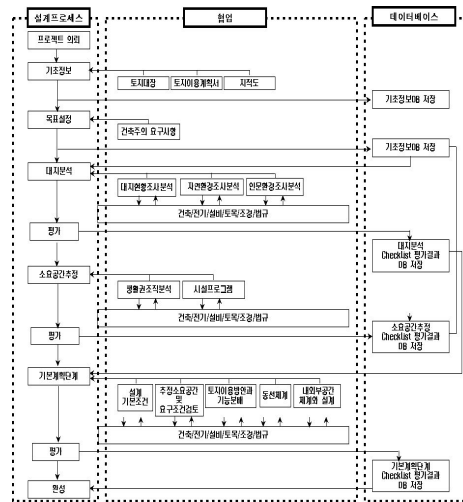 설계프로세스
협업
데이터베이스
프로젝트 의뢰
기초정보
토지대장 토지이용계획서 지적도
기초정보DB 저장
목표설정
건축주의 요구사항
기초정보DB 저장
대지분석
대지현황조사분석 자연환경조사분석 인문환경조사분석
건축/전기/설비/토목/조경/법규
평가
대지분석
Checklist 평가결과
DB 저장
소요공간추정
생활권조직분석 시설프로그램
건축/전기/설비/토목/조경/법규
평가
소요공간추정
Checklist 평가결과
DB 저장
기본계획단계
설계
기본조건
추정소요공간
및
요구조건검토
토지이용방안과
기능분배
동선체계
내외부공간
체계와 설계
건축/전기/설비/토목/조경/법규
평가
기본계획단계
Checklist 평가결과
DB 저장
완성